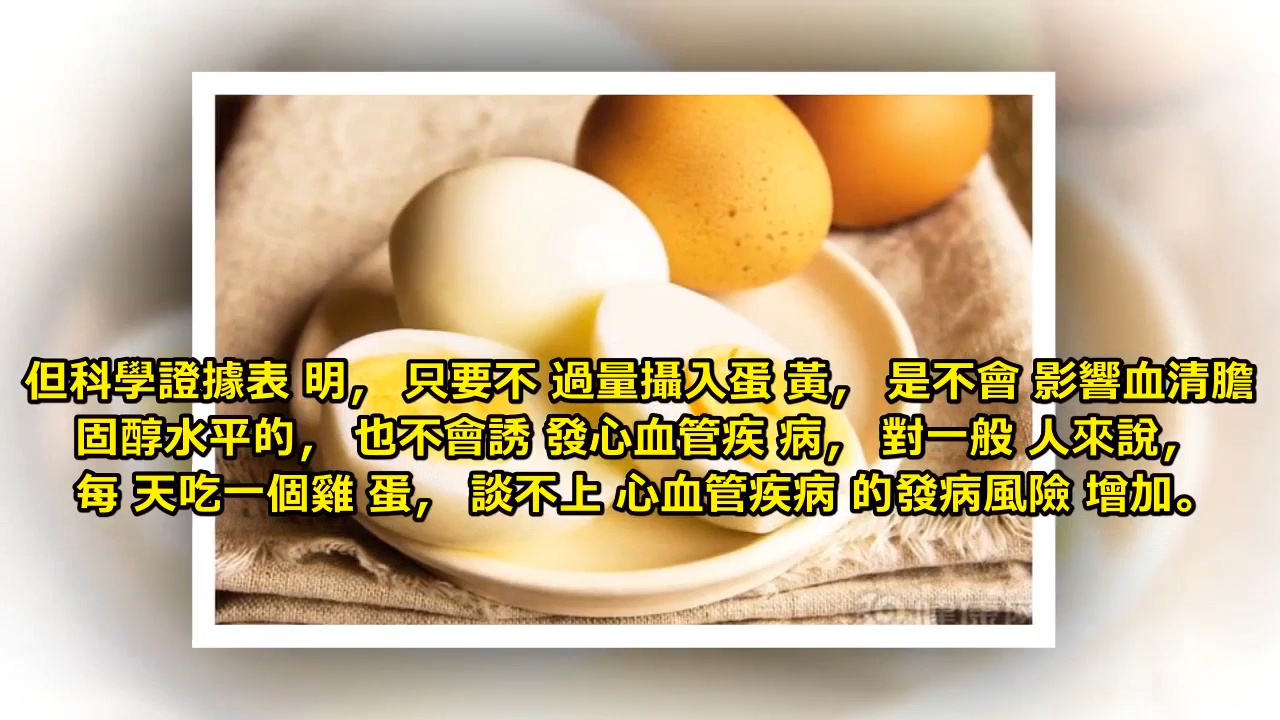 但科學證據表 明， 只要不 過量攝入蛋 黃， 是不會 影響血清膽
固醇水平的， 也不會誘 發心血管疾 病， 對一般 人來說，
每 天吃一個雞 蛋， 談不上 心血管疾病 的發病風險 增加。